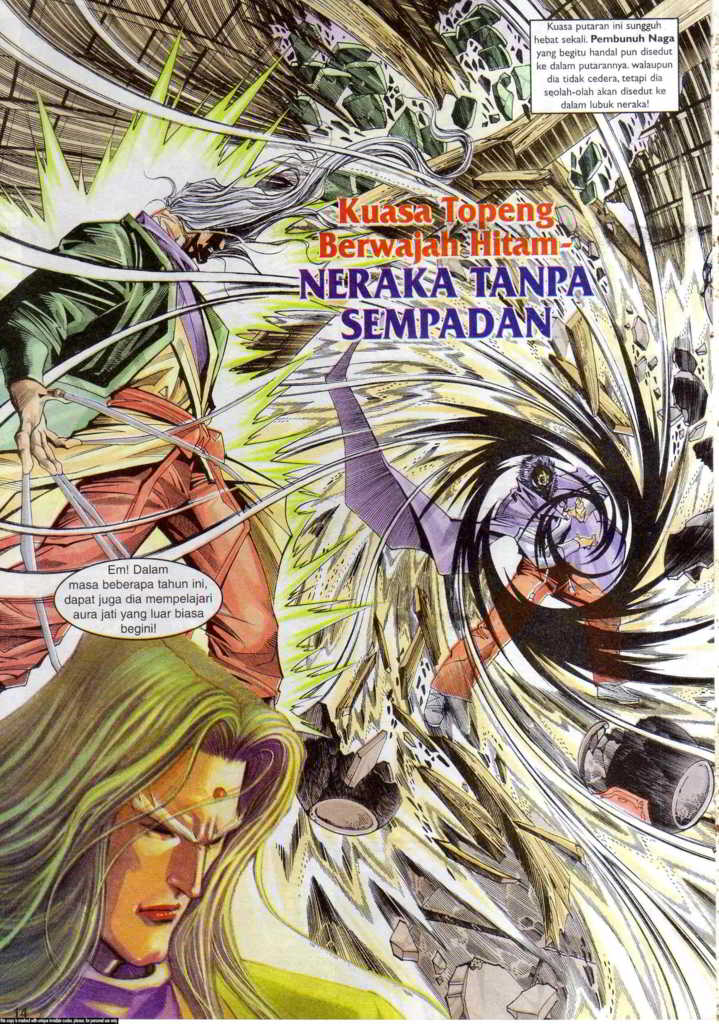 Kuasa putaran ini sungguh
hebat sekali. Pembunuh Naga
yang begitu handal pun disedut
ke dalam putarannya. walaupun
dia tidak cedera, tetapi dia
seolah-olah akan disedut ke
dalam lubuk neraka!
Kuasa Topeng
Berwajah Hitam-
NERAKA TANPA
SEMPADAN
Em! Dalam
masa beberapa tahun ini,
dapat juga dia mempelajari
aura jati yang luar biasa
begini!
14